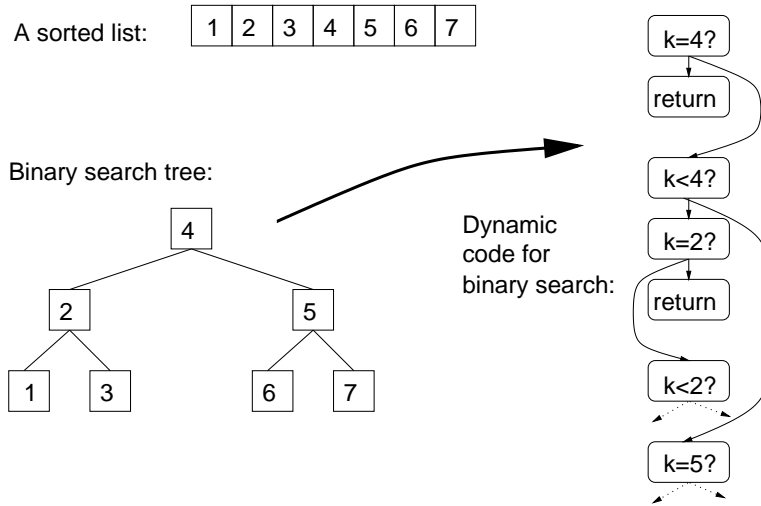 A sorted list:
1 2 3 4 5 6 7
Binary search tree:
4
2 5
1 3 6 7
Dynamic
code for
binary search:
k=4?
return
k<4?
k=2?
return
k<2?
k=5?